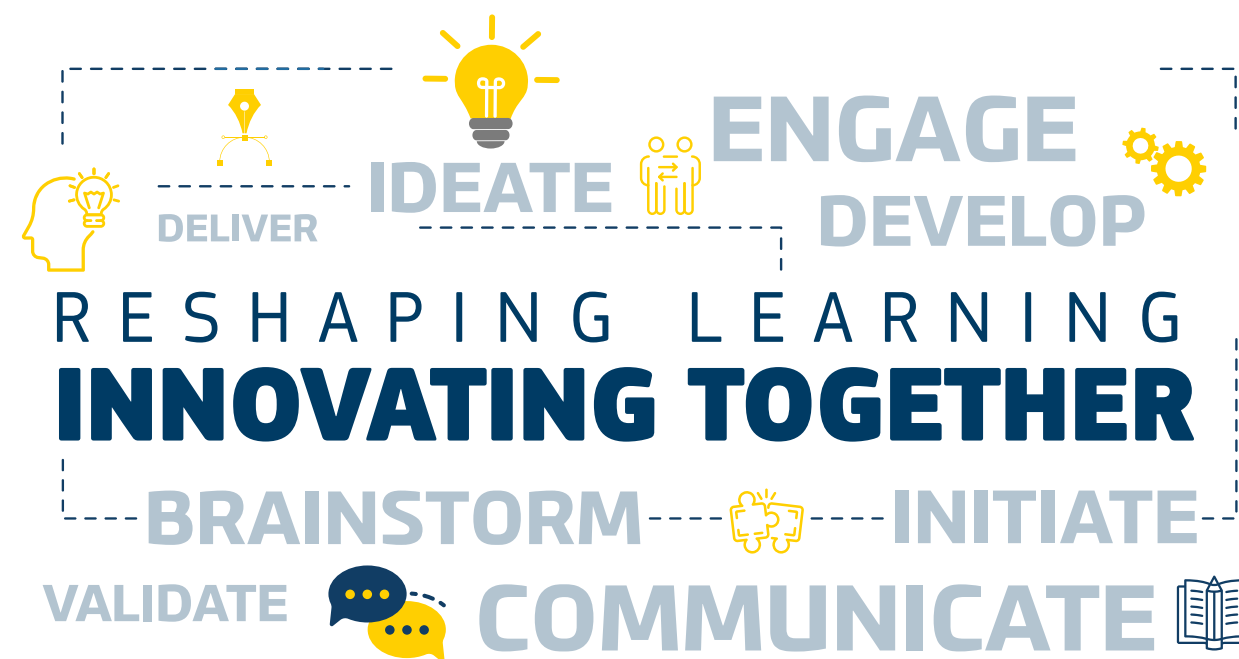 ENGAGE
IDEATE
DEVELOP
DELIVER
RESHAPING LEARNING
INNOVATING TOGETHER
BRAINSTORM
INITIATE
VALIDATE
COMMUNICATE